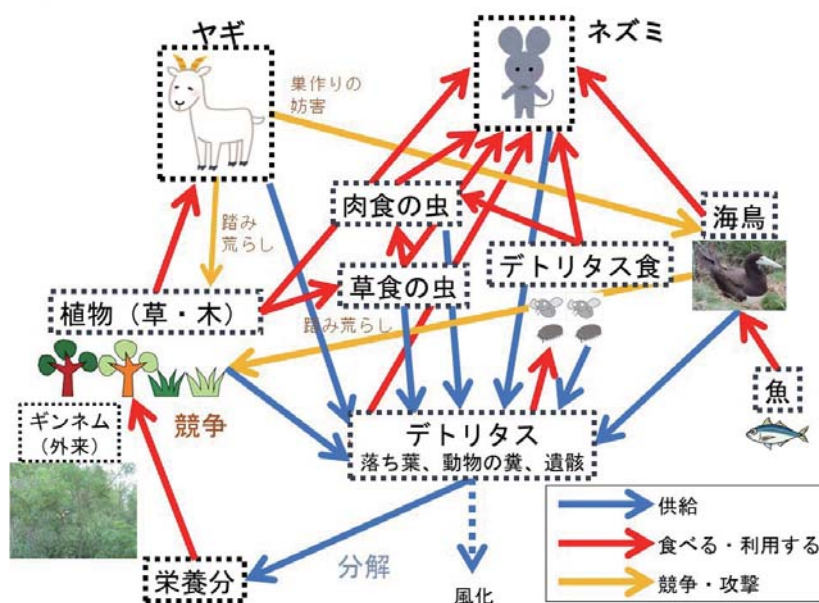 ヤギ
ネズミ
巣作りの
妨害
肉食の虫
海鳥
踏み
荒らし
デトリタス食
草食の虫
植物（草・木）
踏み荒らし
魚
ギンネム
（外来）
競争
デトリタス
落ち葉、動物の糞、遺骸
供給
食べる・利用する
競争・攻撃
分解
栄養分
風化